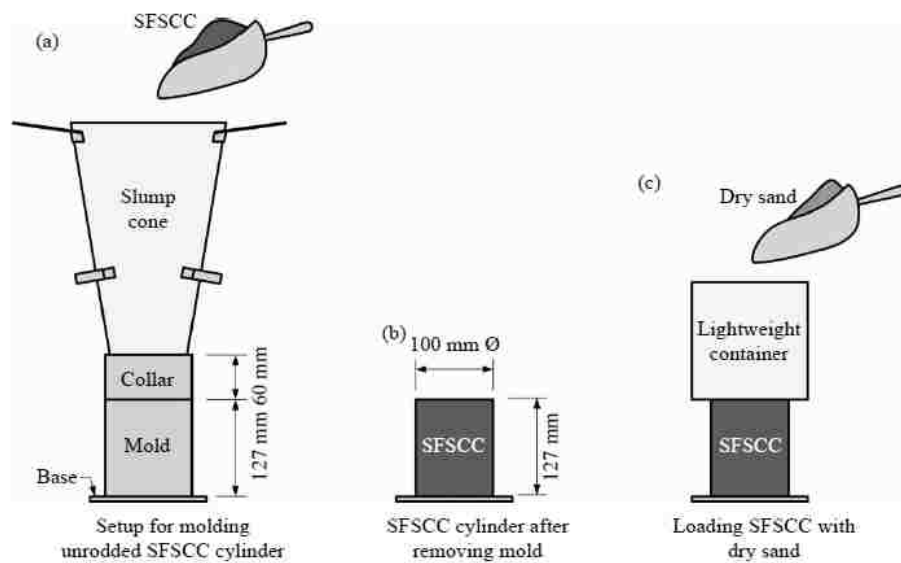 (a)
SFSCC
Slump
cone
Collar
60 mm
Mold
127 mm
Base
Setup for molding
unrodded SFSCC cylinder
(b)
100 mm Ø
SFSCC
127 mm
SFSCC cylinder after
removing mold
(c)
Dry sand
Lightweight
container
SFSCC
Loading SFSCC with
dry sand